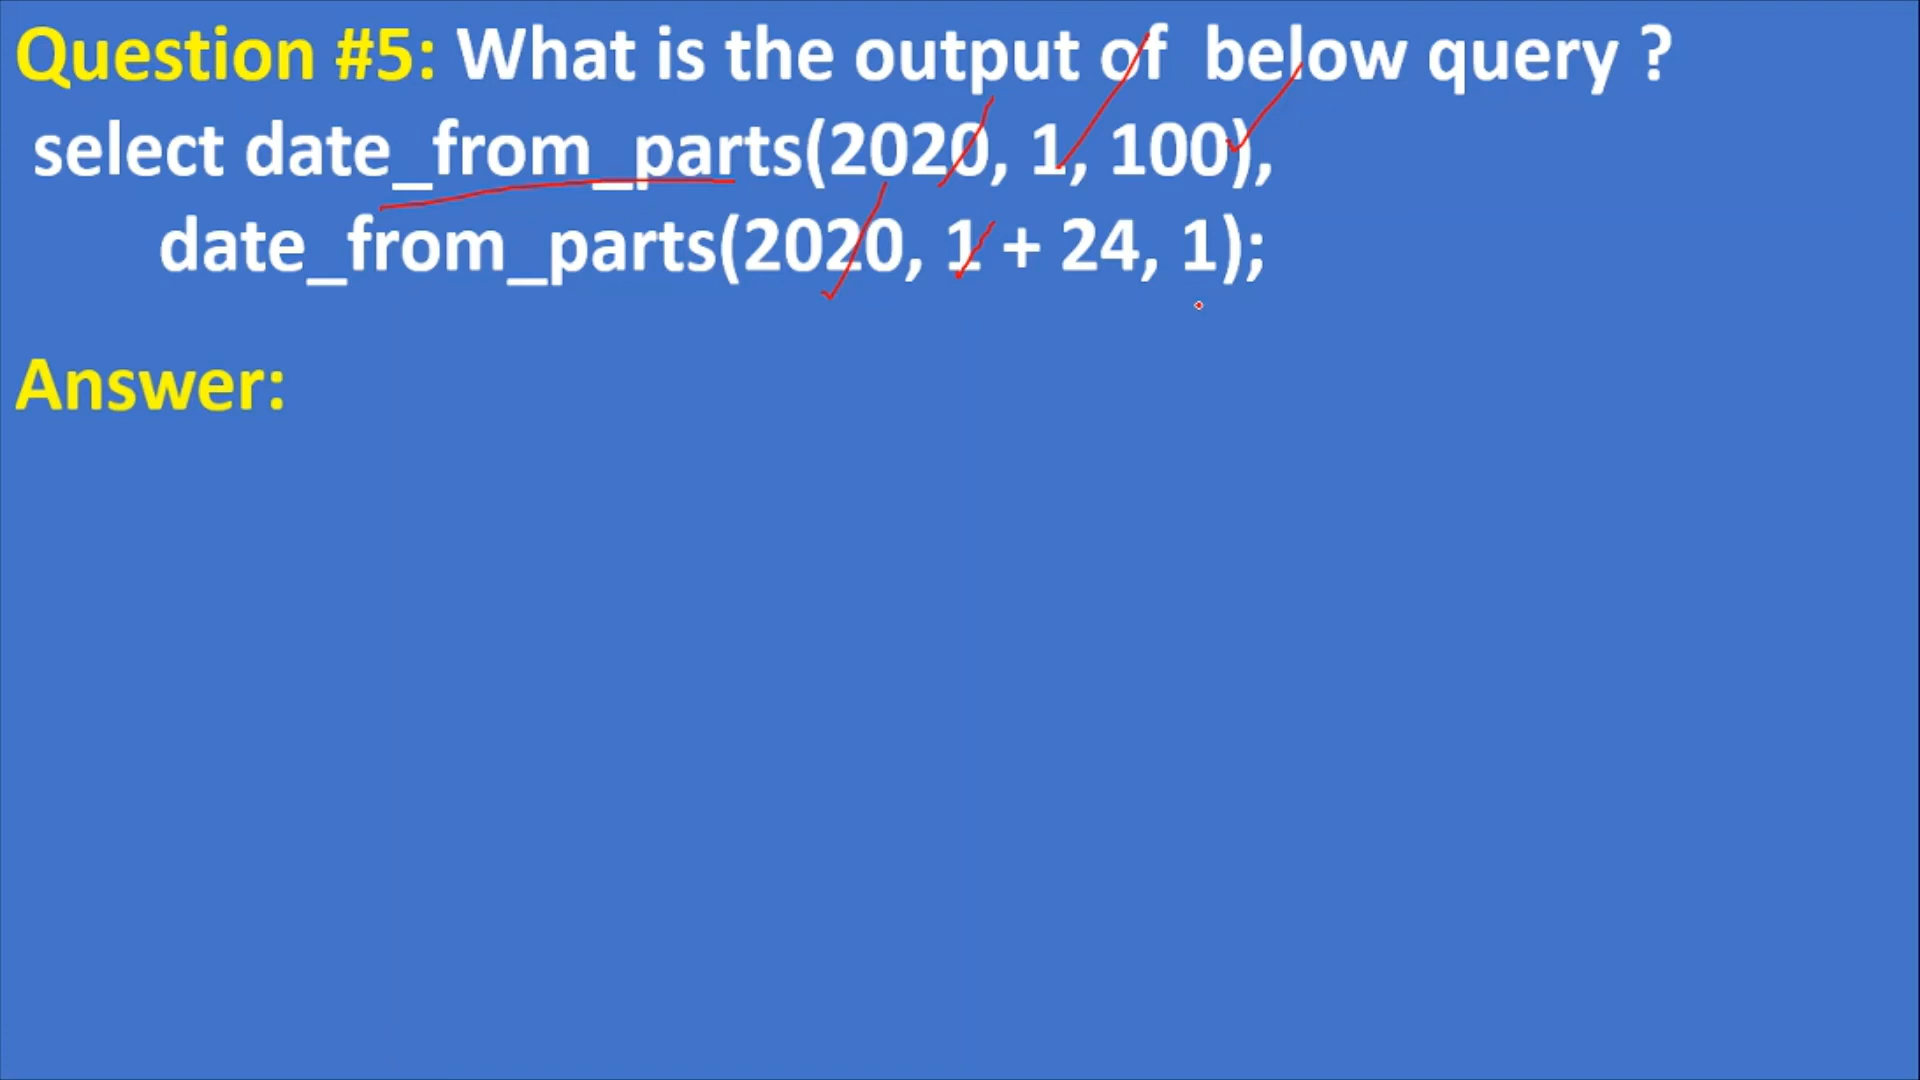 Question #5: What is the output of below query ?
select date_from_parts(2020, 1, 100),
date_from_parts(2020, 1 + 24, 1);
Answer: